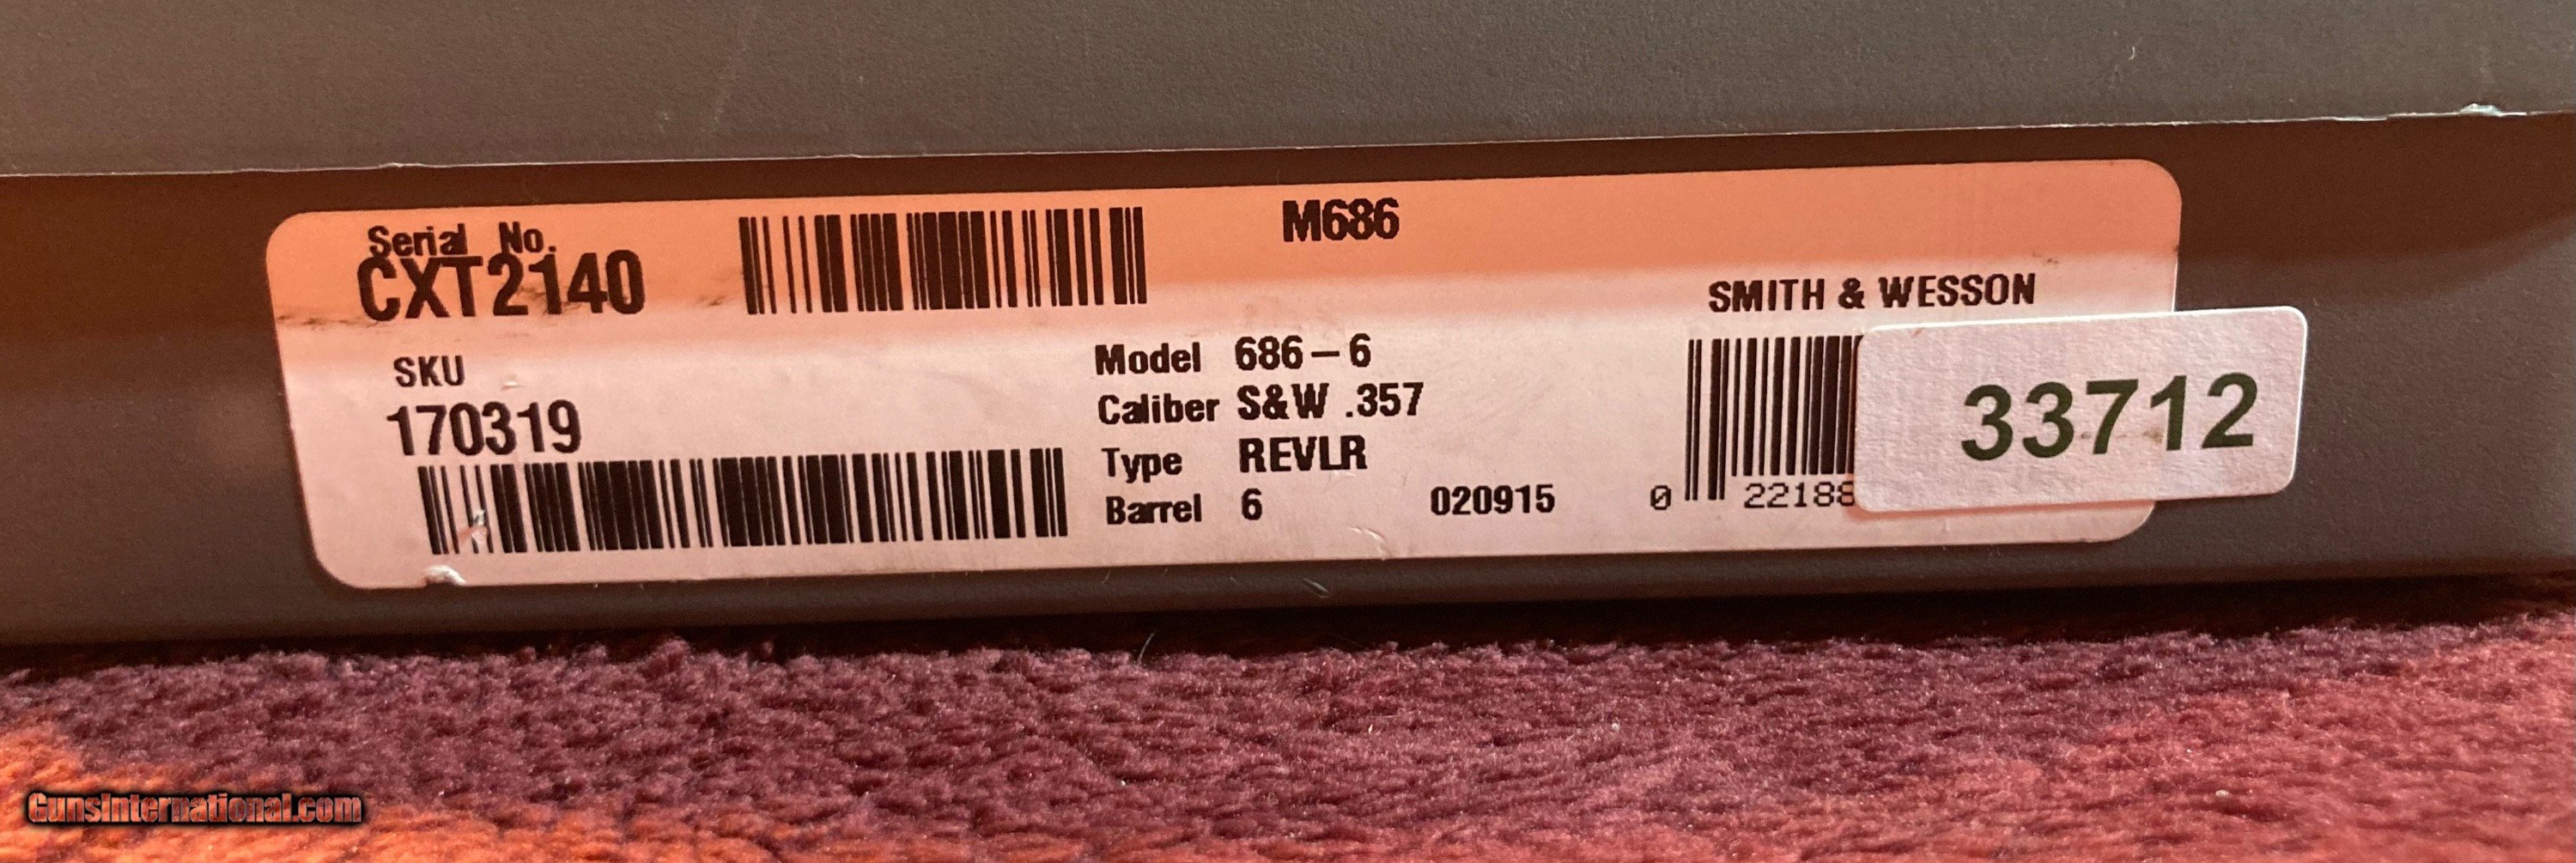 M686
Serial No.
CXT2140
SMITH & WESSON
SKU
170319
Model 686-6
Caliber S&W .357
Type REVLR
Barrel 6
020915
0 22188
33712
GunsInternational.com